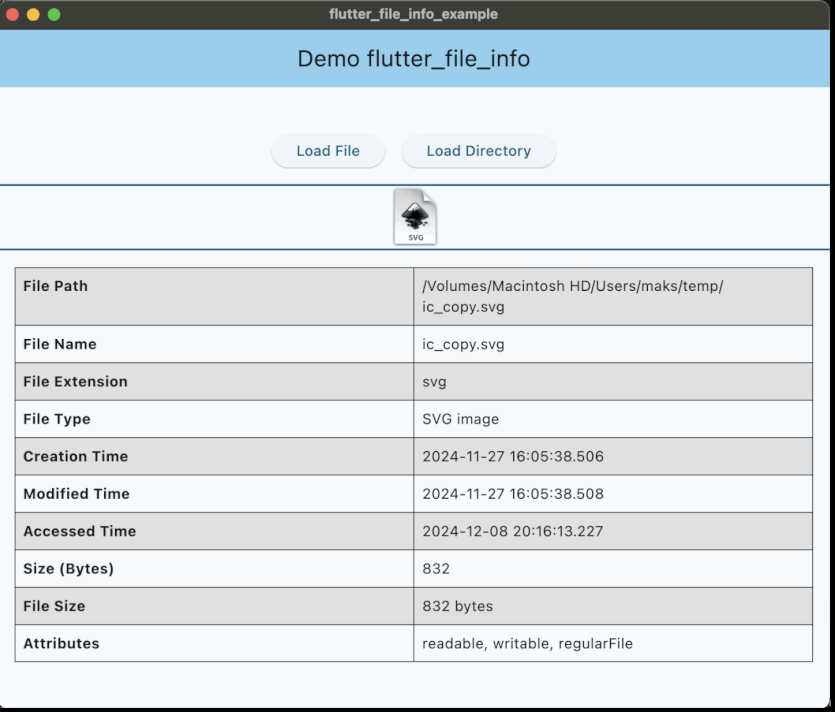 flutter_file_info_example
Demo flutter_file_info
Load File Load Directory
SVG
File Path /Volumes/Macintosh HD/Users/maks/temp/
ic_copy.svg
File Name ic_copy.svg
File Extension svg
File Type SVG image
Creation Time 2024-11-27 16:05:38.506
Modified Time 2024-11-27 16:05:38.508
Accessed Time 2024-12-08 20:16:13.227
Size (Bytes) 832
File Size 832 bytes
Attributes readable, writable, regularFile